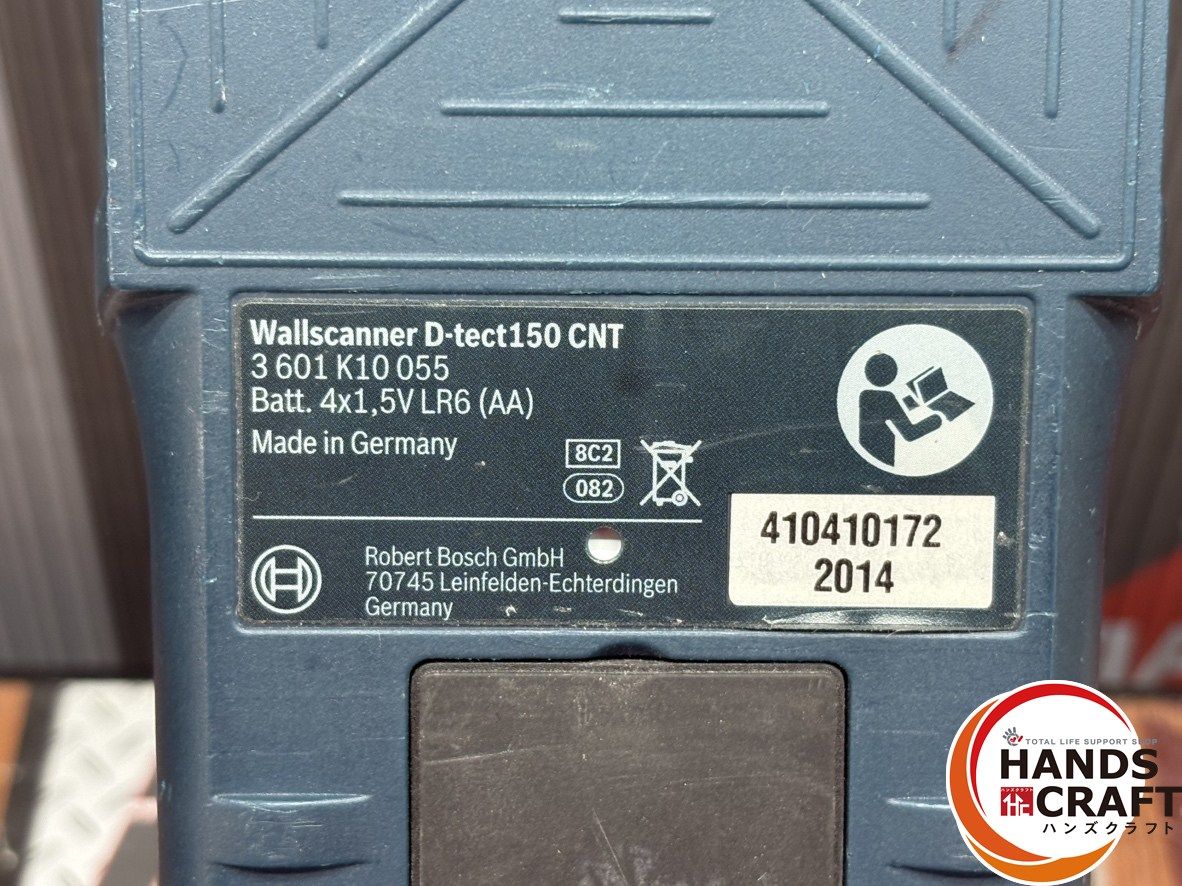 Wallscanner D-tect150 CNT
3 601 K10 055
Batt. 4x1,5V LR6 (AA)
Made in Germany
8C2
082
410410172
2014
Robert Bosch GmbH
70745 Leinfelden-Echterdingen
Germany
TOTAL LIFE SUPPORT SHOP
HANDS
CRAFT
ハンズクラフト